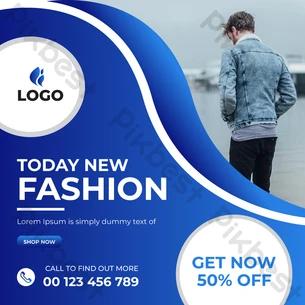 LOGO
TODAY NEW
FASHION
Lorem Ipsum is simply dummy text of
SHOP NOW
CALL TO FIND OUT MORE
00 123 456 789
GET NOW
50% OFF
pikbest